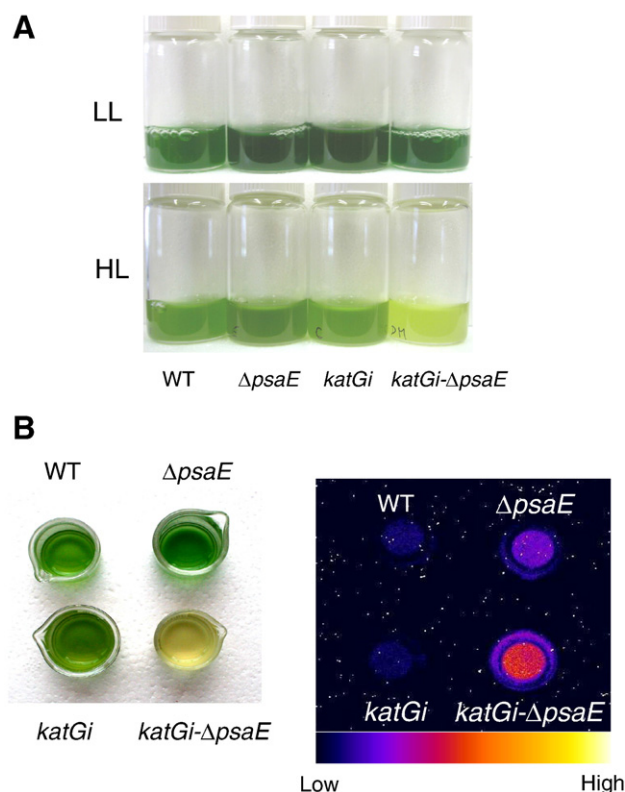 A
LL
HL
WT ΔpsaE katGi katGi-ΔpsaE
B
WT ΔpsaE
katGi katGi-ΔpsaE
WT ΔpsaE
katGi katGi-ΔpsaE
Low High